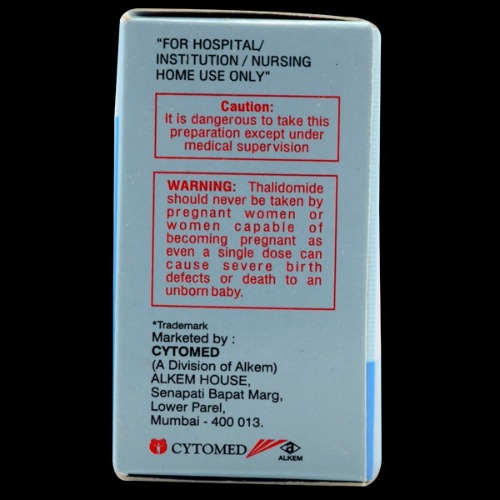 "FOR HOSPITAL/
INSTITUTION / NURSING
HOME USE ONLY"
Caution:
It is dangerous to take this
preparation except under
medical supervision
WARNING: Thalidomide
should never be taken by
pregnant women or
women capable of
becoming pregnant as
even a single dose can
cause severe birth
defects or death to an
unborn baby.
*Trademark
Marketed by :
CYTOMED
(A Division of Alkem)
ALKEM HOUSE,
Senapati Bapat Marg,
Lower Parel,
Mumbai - 400 013.
CYTOMED
ALKEM